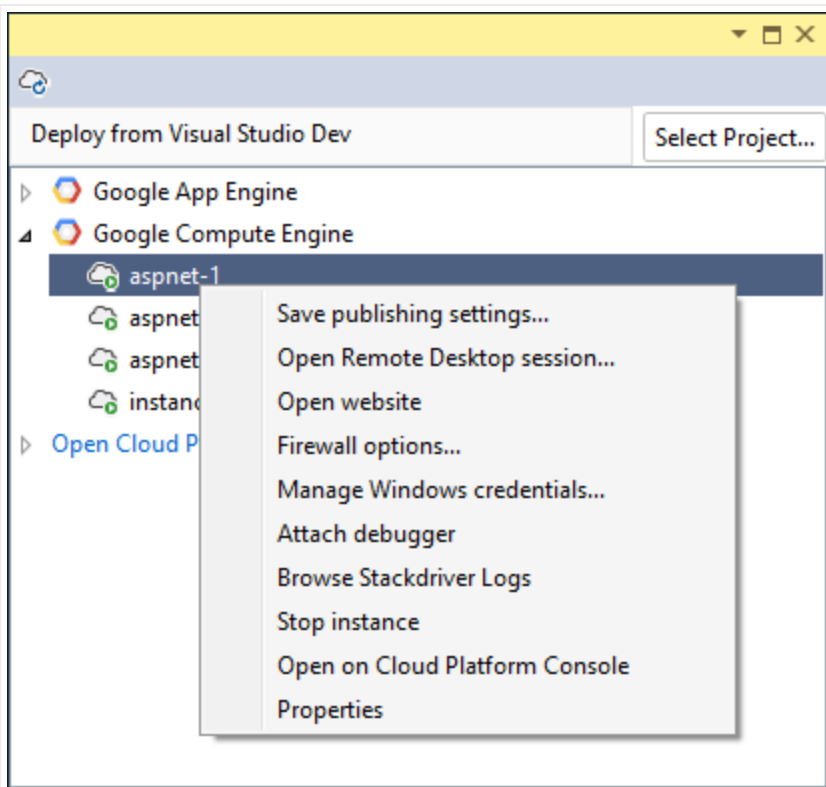 Deploy from Visual Studio Dev
Select Project...
Google App Engine
Google Compute Engine
aspnet-1
aspnet
aspnet
Open Cloud
Save publishing settings...
Open Remote Desktop session...
Open website
Firewall options...
Manage Windows credentials...
Attach debugger
Browse Stackdriver Logs
Stop instance
Open on Cloud Platform Console
Properties